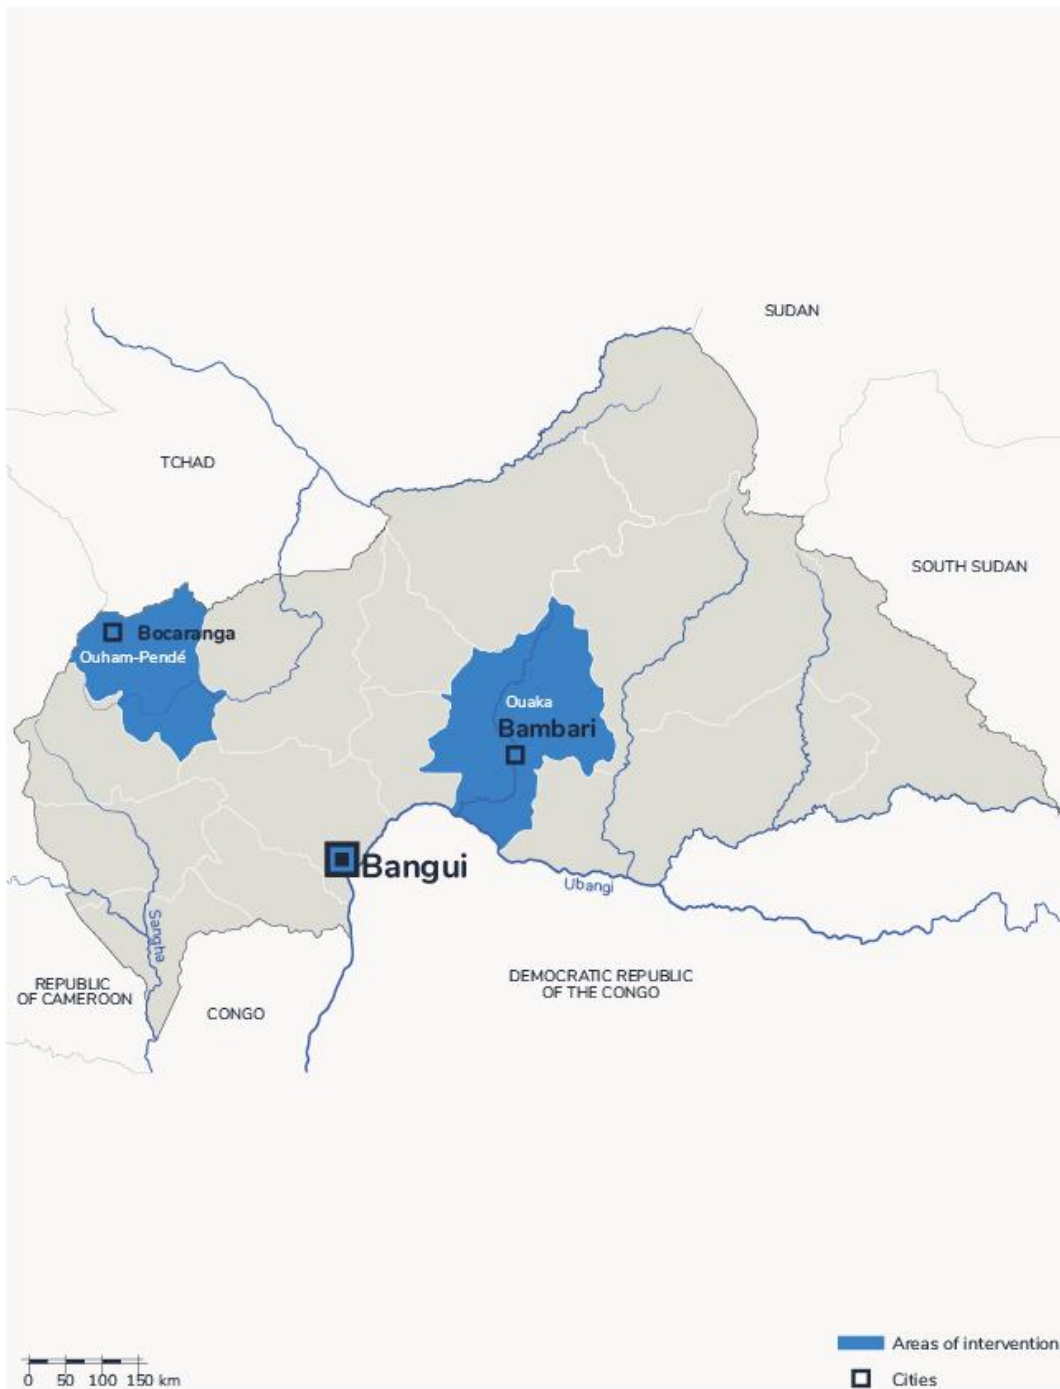 SUDAN
TCHAD
SOUTH SUDAN
Bocaranga
Ouham-Pendé
Ouaka
Bambari
Bangui
Ubangi
Sangha
REPUBLIC
OF CAMEROON
DEMOCRATIC REPUBLIC
OF THE CONGO
CONGO
Areas of intervention
0 50 100 150 km
Cities